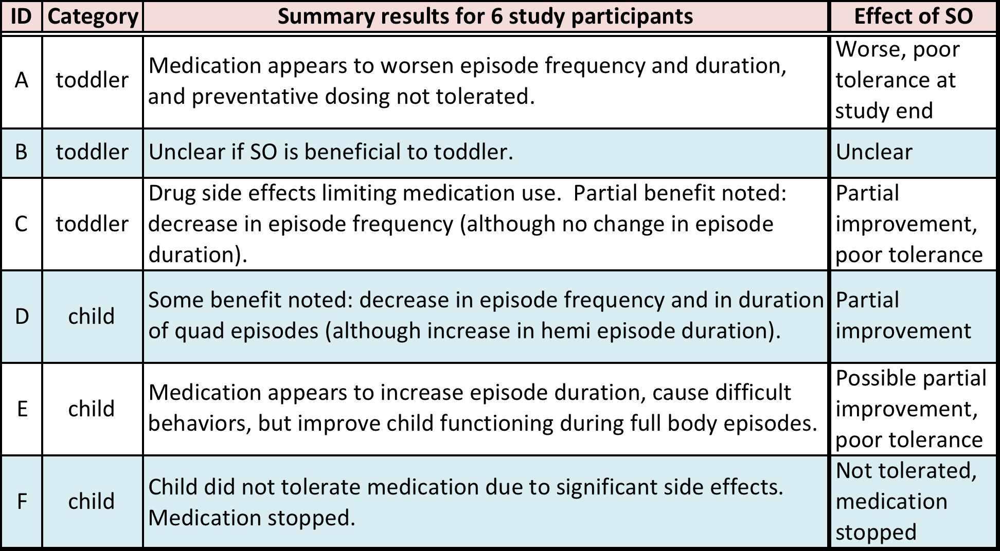 ID Category Summary results for 6 study participants Effect of SO
A toddler Medication appears to worsen episode frequency and duration,
and preventative dosing not tolerated.
Worse, poor
tolerance at
study end
B toddler Unclear if SO is beneficial to toddler. Unclear
C toddler Drug side effects limiting medication use.  Partial benefit noted:
decrease in episode frequency (although no change in episode
duration).
Partial
improvement,
poor tolerance
D child Some benefit noted: decrease in episode frequency and in duration
of quad episodes (although increase in hemi episode duration).
Partial
improvement
E child Medication appears to increase episode duration, cause difficult
behaviors, but improve child functioning during full body episodes.
Possible partial
improvement,
poor tolerance
F child Child did not tolerate medication due to significant side effects.
Medication stopped.
Not tolerated,
medication
stopped